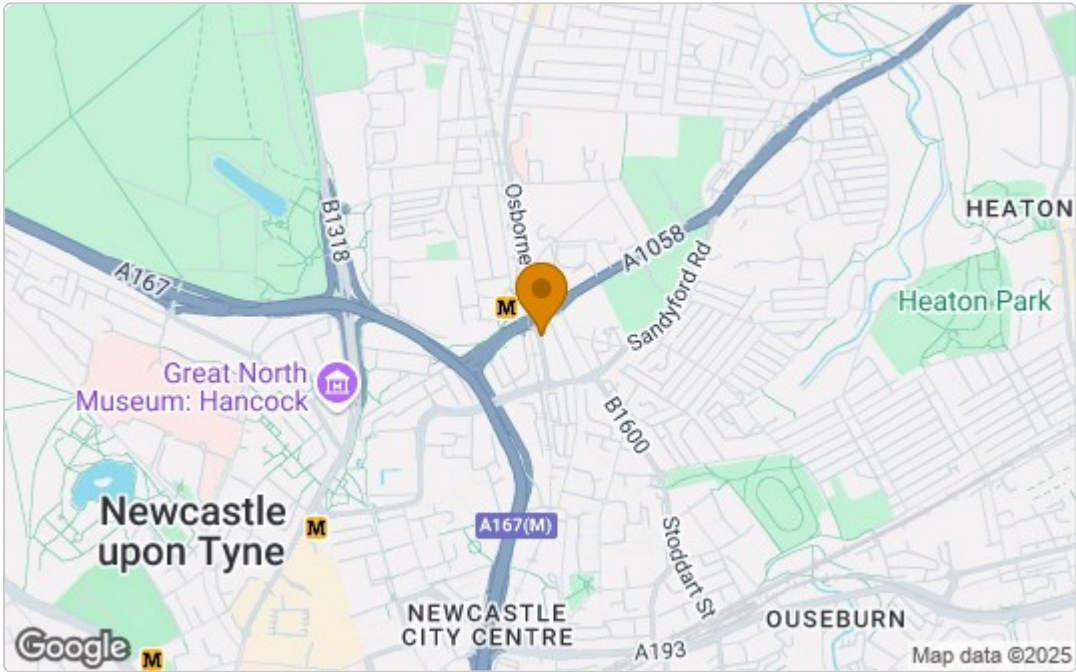 HEATON
Osborne
B1318
A1058
A167
Sandyford Rd
Heaton Park
M
Great North
Museum: Hancock
B1600
Newcastle
upon Tyne
M
A167(M)
Stoddart St
NEWCASTLE
CITY CENTRE
OUSEBURN
A193
Google
M
Map data ©2025